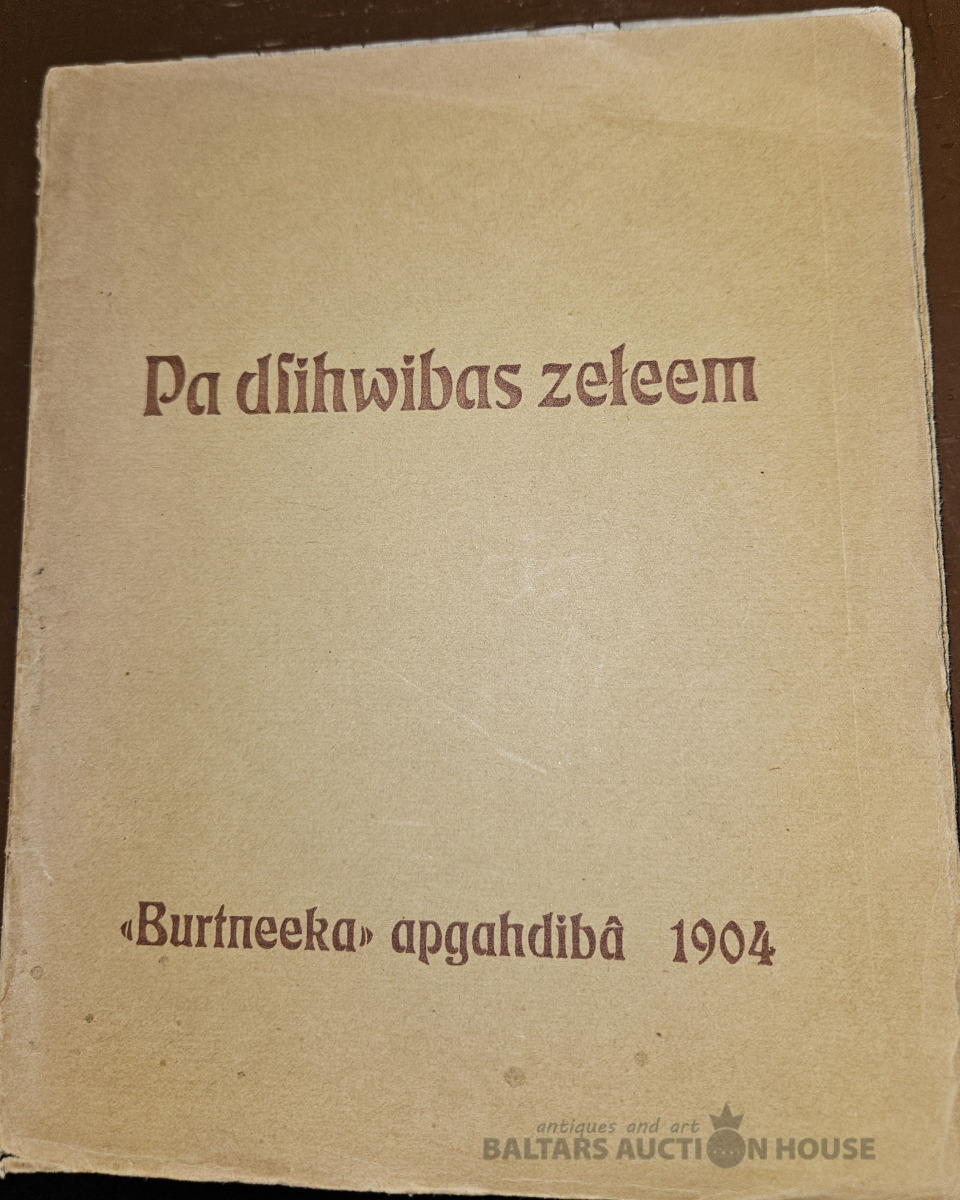 Pa dſihwibas zełeem
«Burtneeka» apgahdibâ 1904
antiques and art
BALTARS AUCTION HOUSE